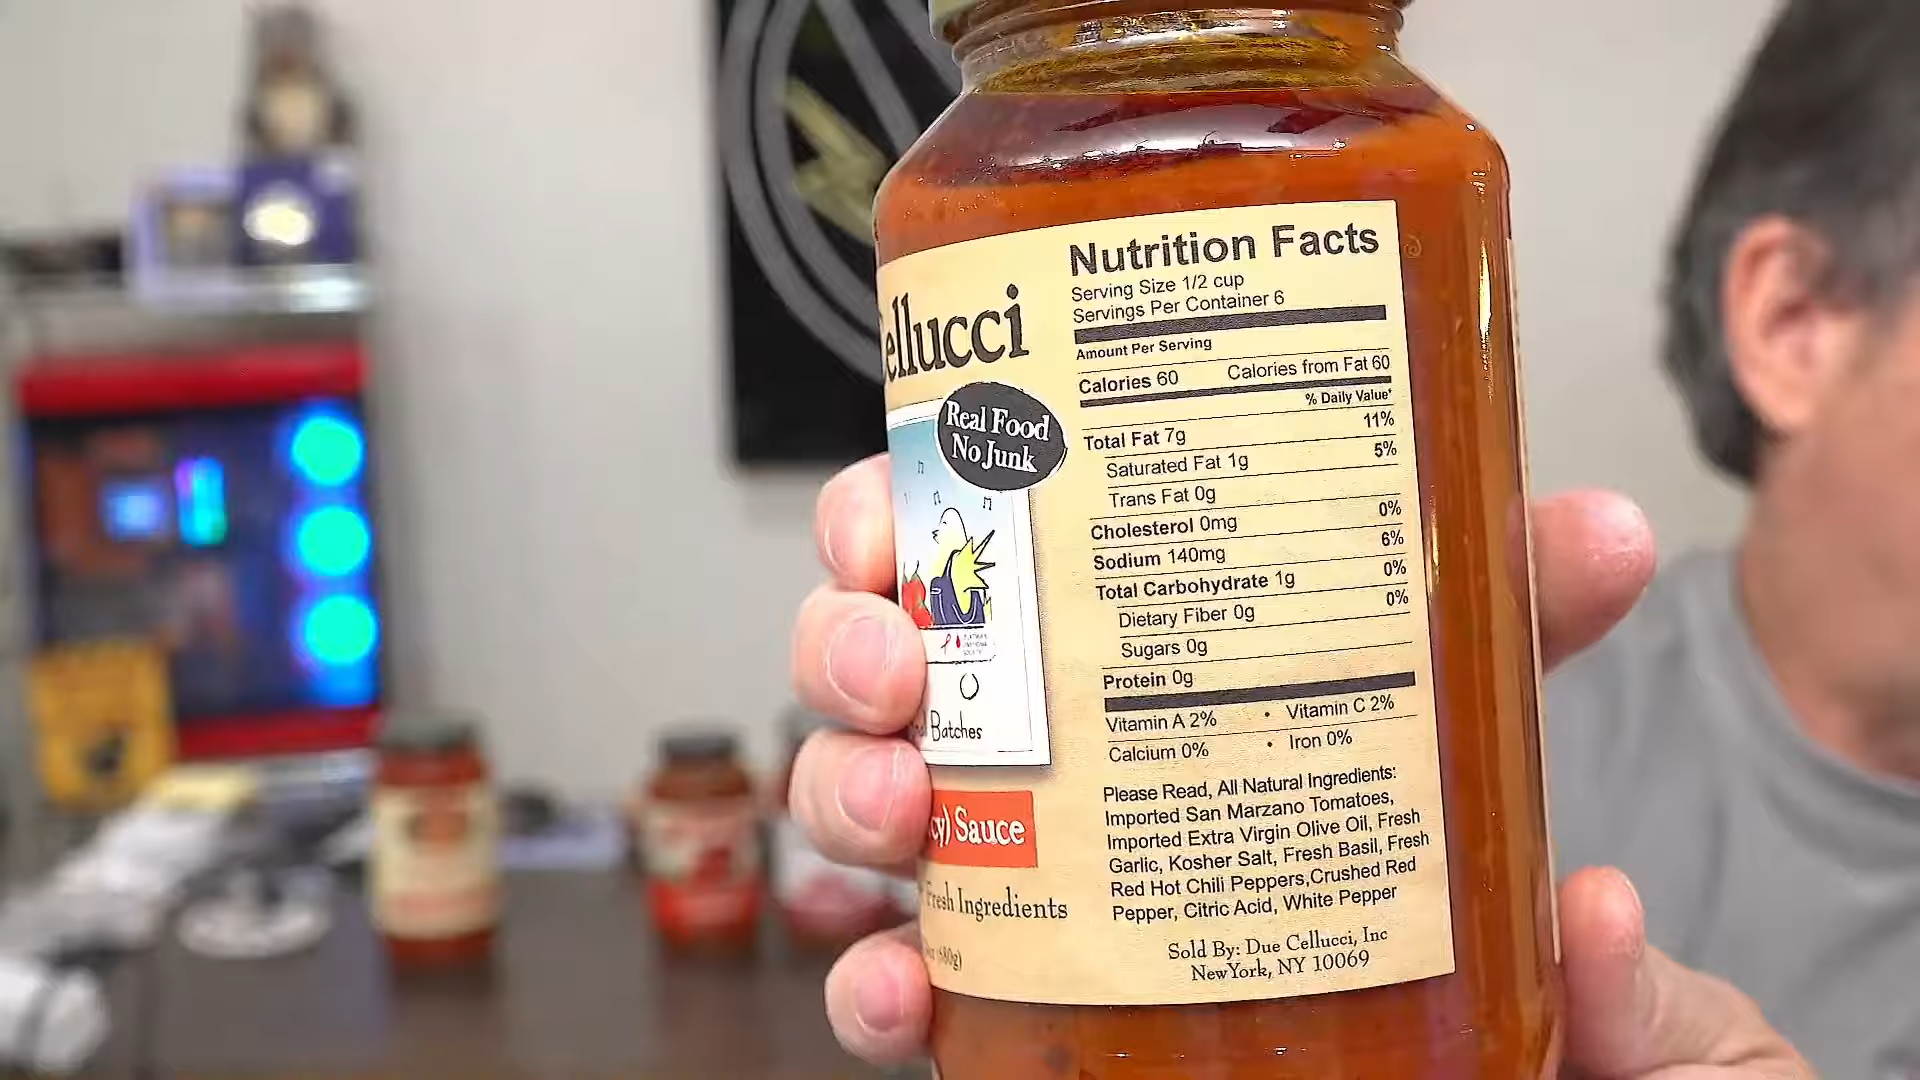 ellucci
Real Food
No Junk
Batches
cy) Sauce
Fresh Ingredients
Nutrition Facts
Serving Size 1/2 cup
Servings Per Container 6
Amount Per Serving
Calories 60 Calories from Fat 60
% Daily Value*
Total Fat 7g 11%
Saturated Fat 1g 5%
Trans Fat 0g
Cholesterol 0mg 0%
Sodium 140mg 6%
Total Carbohydrate 1g 0%
Dietary Fiber 0g 0%
Sugars 0g
Protein 0g
Vitamin A 2% • Vitamin C 2%
Calcium 0% • Iron 0%
Please Read, All Natural Ingredients:
Imported San Marzano Tomatoes,
Imported Extra Virgin Olive Oil, Fresh
Garlic, Kosher Salt, Fresh Basil, Fresh
Red Hot Chili Peppers,Crushed Red
Pepper, Citric Acid, White Pepper
Sold By: Due Cellucci, Inc
NewYork, NY 10069